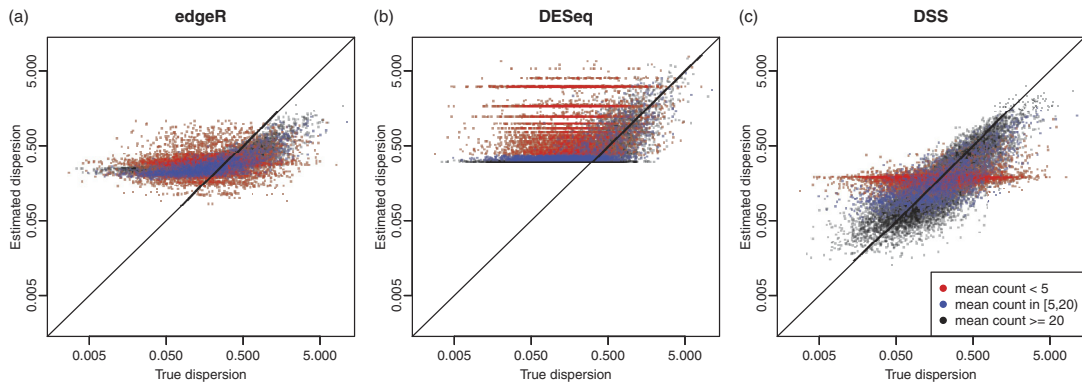 (a) edgeR
Estimated dispersion
5.000
0.500
0.050
0.005
0.005 0.050 0.500 5.000
True dispersion
(b) DESeq
Estimated dispersion
5.000
0.500
0.050
0.005
0.005 0.050 0.500 5.000
True dispersion
(c) DSS
Estimated dispersion
5.000
0.500
0.050
0.005
mean count < 5
mean count in [5,20)
mean count >= 20
0.005 0.050 0.500 5.000
True dispersion